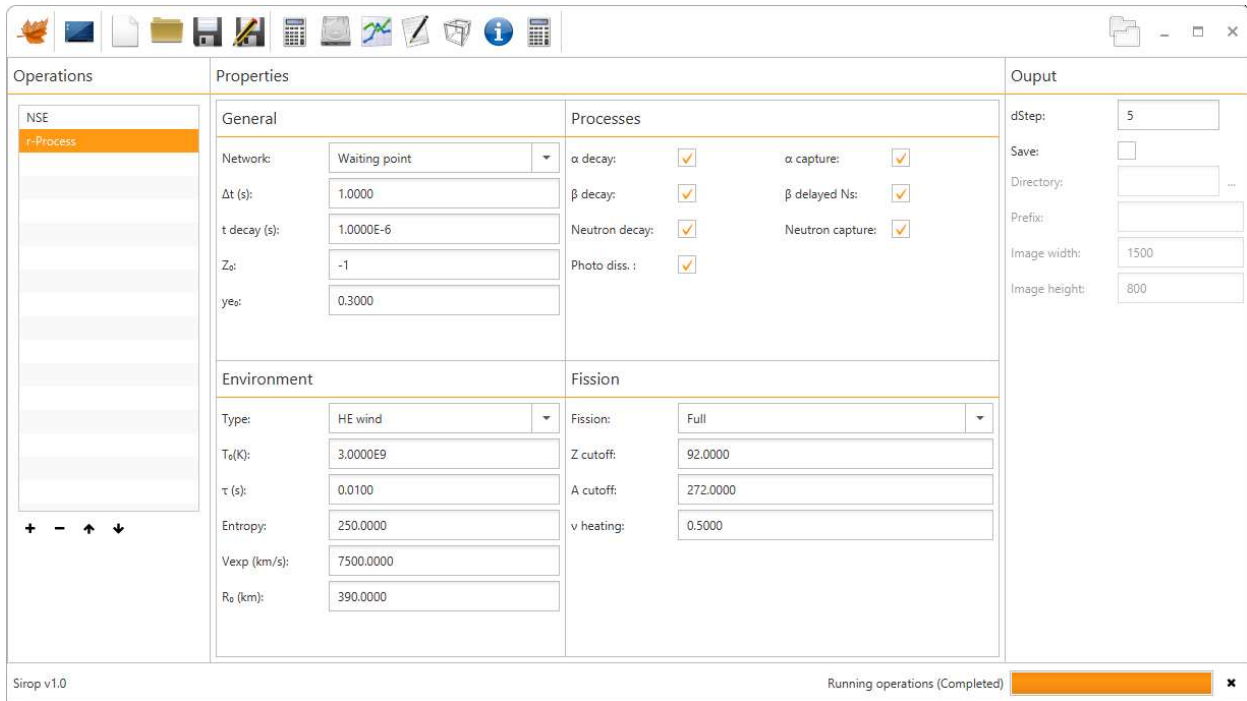 Operations
Properties
Ouput
NSE
r-Process
General
Network: Waiting point
Δt (s): 1.0000
t decay (s): 1.0000E-6
Z₀: -1
ye₀: 0.3000
Processes
α decay: α capture:
β decay: β delayed Ns:
Neutron decay: Neutron capture:
Photo diss. :
Environment
Type: HE wind
T₀(K): 3.0000E9
τ (s): 0.0100
Entropy: 250.0000
Vexp (km/s): 7500.0000
R₀ (km): 390.0000
Fission
Fission: Full
Z cutoff: 92.0000
A cutoff: 272.0000
ν heating: 0.5000
dStep: 5
Save:
Directory: ...
Prefix:
Image width: 1500
Image height: 800
Sirop v1.0
Running operations (Completed)